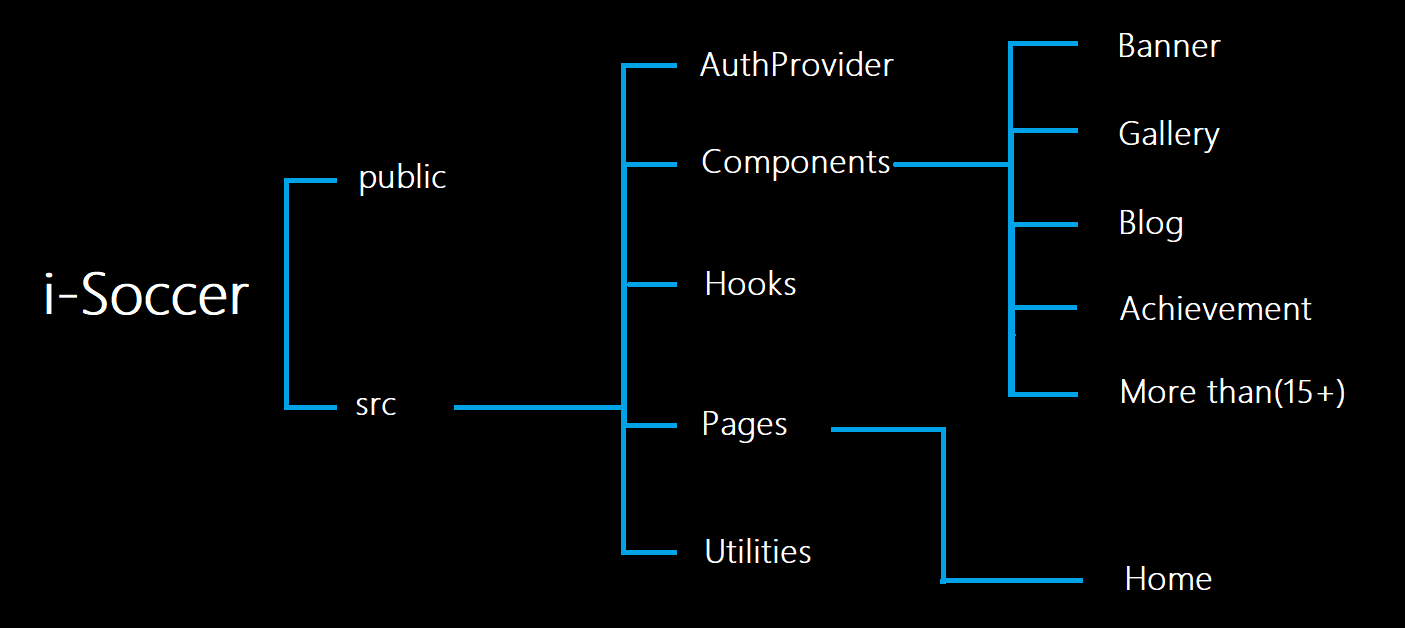 i-Soccer
public
src
AuthProvider
Components
Hooks
Pages
Utilities
Banner
Gallery
Blog
Achievement
More than(15+)
Home